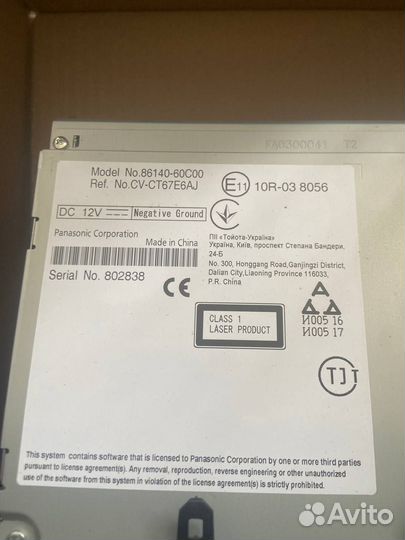 FA0300041 T2
Model No.86140-60C00
Ref. No.CV-CT67E6AJ
E11 10R-03 8056
DC 12V Negative Ground
Panasonic Corporation
Made in China
Serial No. 802838
CE
ПІІ «Тойота-Україна»
Україна, Київ, проспект Степана Бандери,
24-Б
No. 300, Honggang Road,Ganjingzi District,
Dalian City,Liaoning Province 116033,
P.R. China
CLASS 1
LASER PRODUCT
И005 16
И005 17
TJT
This system contains software that is licensed to Panasonic Corporation by one or more third parties
pursuant to license agreement(s). Any removal, reproduction, reverse engineering or other unauthorized
use of the software from this system in violation of the license agreement(s) is strictly prohibited.
Avito